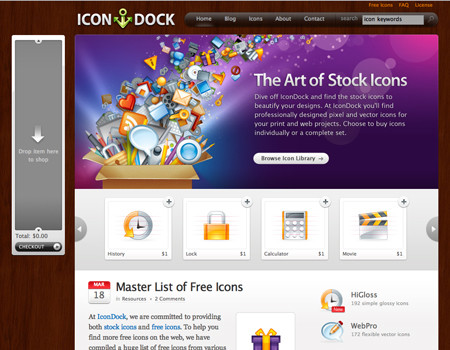 Free Icons FAQ License
ICON DOCK
Home Blog Icons About Contact search icon keywords
Drop item here
to shop
Total: $0.00
CHECKOUT
The Art of Stock Icons
Dive off IconDock and find the stock icons to
beautify your designs. At IconDock you'll find
professionally designed pixel and vector icons for
your print and web projects. Choose to buy icons
individually or a complete set.
Browse Icon Library
History $1
Lock $1
Calculator $1
Movie $1
MAR
18
Master List of Free Icons
in Resources • 2 Comments
At IconDock, we are committed to providing
both stock icons and free icons. To help you
find more free icons on the web, we have
compiled a huge list of free icons from various
HiGloss
192 simple glossy icons
New
WebPro
172 flexible vector icons